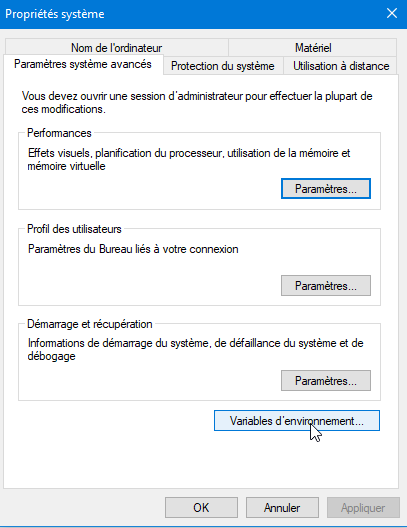 Propriétés système
Nom de l'ordinateur
Matériel
Paramètres système avancés
Protection du système
Utilisation à distance
Vous devez ouvrir une session d'administrateur pour effectuer la plupart de
ces modifications.
Performances
Effets visuels, planification du processeur, utilisation de la mémoire et
mémoire virtuelle
Paramètres...
Profil des utilisateurs
Paramètres du Bureau liés à votre connexion
Paramètres...
Démarrage et récupération
Informations de démarrage du système, de défaillance du système et de
débogage
Paramètres...
Variables d'environnement...
OK
Annuler
Appliquer